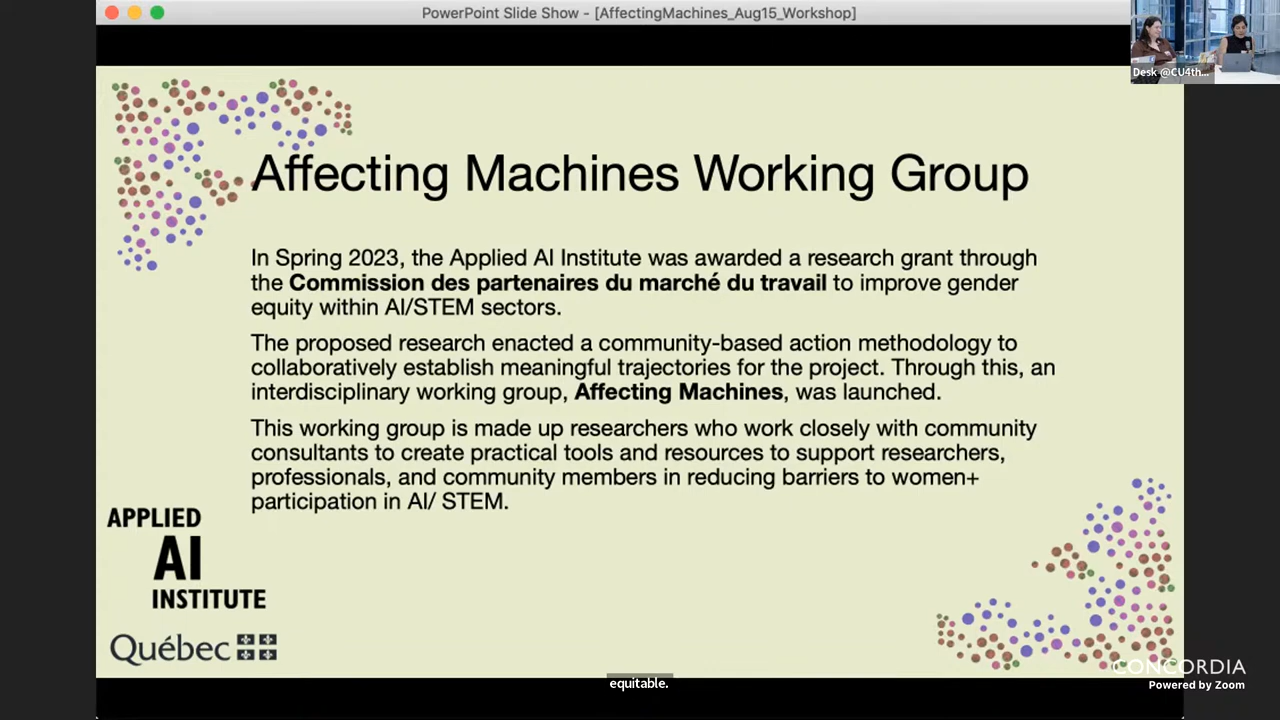 PowerPoint Slide Show - [AffectingMachines_Aug15_Workshop]
Desk @CU4th...
Affecting Machines Working Group
In Spring 2023, the Applied AI Institute was awarded a research grant through
the Commission des partenaires du marché du travail to improve gender
equity within AI/STEM sectors.
The proposed research enacted a community-based action methodology to
collaboratively establish meaningful trajectories for the project. Through this, an
interdisciplinary working group, Affecting Machines, was launched.
This working group is made up researchers who work closely with community
consultants to create practical tools and resources to support researchers,
professionals, and community members in reducing barriers to women+
participation in AI/ STEM.
APPLIED
AI
INSTITUTE
Québec
CONCORDIA
Powered by Zoom
equitable.